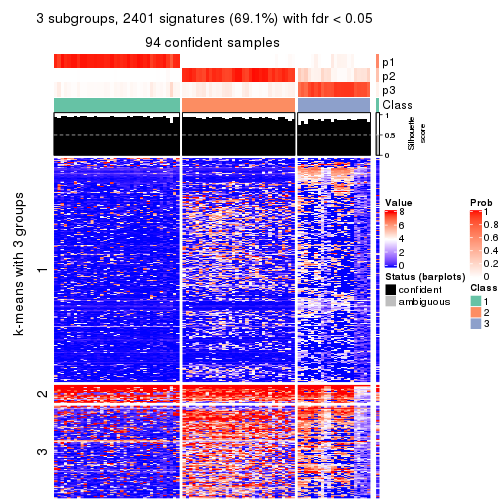 3 subgroups, 2401 signatures (69.1%) with fdr < 0.05
94 confident samples
p1
p2
p3
Class
1
0.5
0
Silhouette
score
k-means with 3 groups
1
2
3
Value
8
6
4
2
0
Status (barplots)
confident
ambiguous
Prob
1
0.8
0.6
0.4
0.2
0
Class
1
2
3